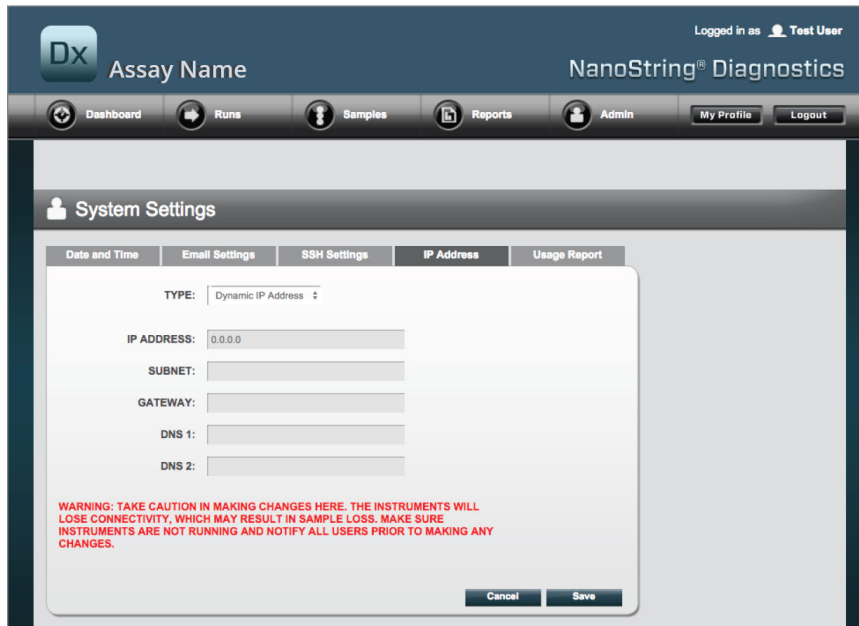 Logged in as Test User
Dx Assay Name
NanoString® Diagnostics
Dashboard Runs Samples Reports Admin My Profile Logout
System Settings
Date and Time Email Settings SSH Settings IP Address Usage Report
TYPE: Dynamic IP Address
IP ADDRESS: 0.0.0.0
SUBNET:
GATEWAY:
DNS 1:
DNS 2:
WARNING: TAKE CAUTION IN MAKING CHANGES HERE. THE INSTRUMENTS WILL
LOSE CONNECTIVITY, WHICH MAY RESULT IN SAMPLE LOSS. MAKE SURE
INSTRUMENTS ARE NOT RUNNING AND NOTIFY ALL USERS PRIOR TO MAKING ANY
CHANGES.
Cancel Save